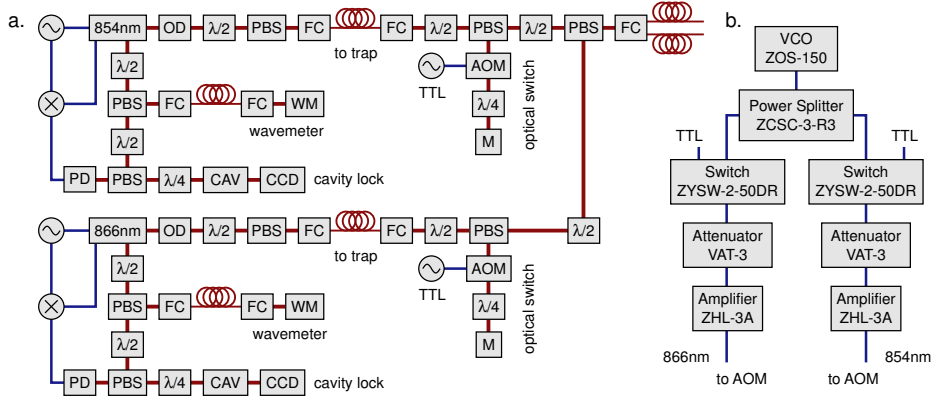 a.
854nm OD λ/2 PBS FC FC λ/2 PBS λ/2 PBS FC
to trap
λ/2
AOM
TTL
PBS FC FC WM
wavemeter
λ/4
optical switch
λ/2
M
PD PBS λ/4 CAV CCD cavity lock
866nm OD λ/2 PBS FC FC λ/2 PBS λ/2
to trap
λ/2
AOM
TTL
PBS FC FC WM
wavemeter
λ/4
optical switch
λ/2
M
PD PBS λ/4 CAV CCD cavity lock
b.
VCO
ZOS-150
Power Splitter
ZCSC-3-R3
TTL
TTL
Switch
ZYSW-2-50DR
Switch
ZYSW-2-50DR
Attenuator
VAT-3
Attenuator
VAT-3
Amplifier
ZHL-3A
Amplifier
ZHL-3A
866nm
854nm
to AOM
to AOM